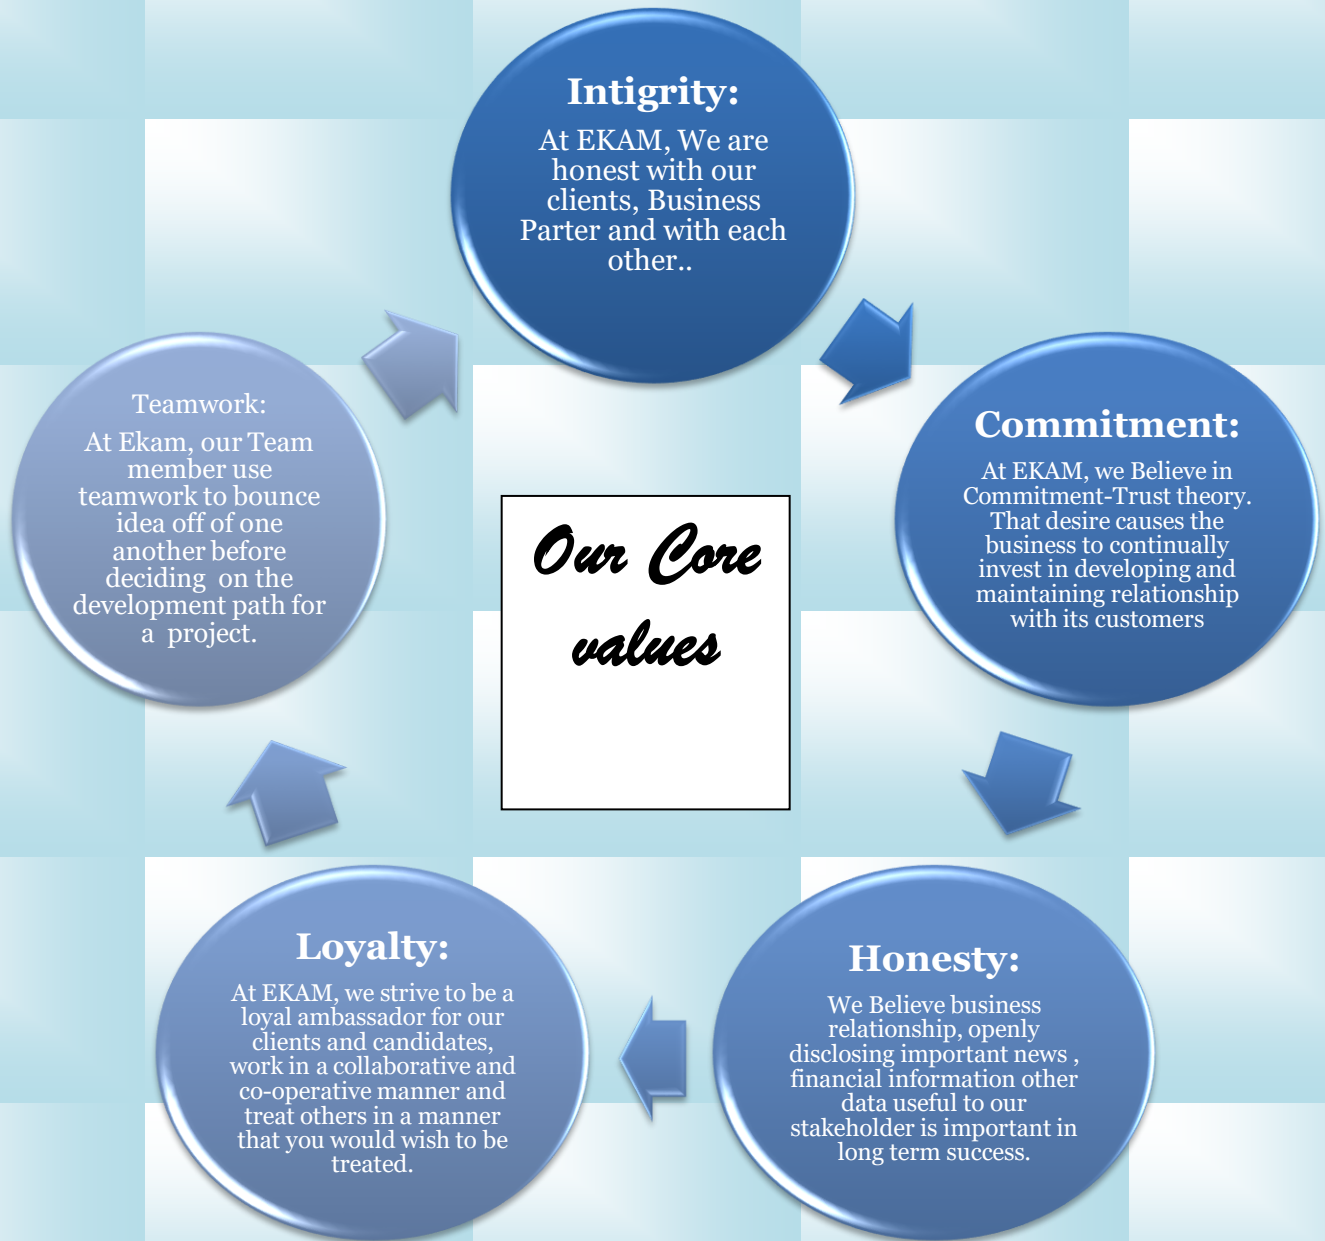 Intigrity:
At EKAM, We are
honest with our
clients, Business
Parter and with each
other..
Commitment:
At EKAM, we Believe in
Commitment-Trust theory.
That desire causes the
business to continually
invest in developing and
maintaining relationship
with its customers
Honesty:
We Believe business
relationship, openly
disclosing important news ,
financial information other
data useful to our
stakeholder is important in
long term success.
Loyalty:
At EKAM, we strive to be a
loyal ambassador for our
clients and candidates,
work in a collaborative and
co-operative manner and
treat others in a manner
that you would wish to be
treated.
Teamwork:
At Ekam, our Team
member use
teamwork to bounce
idea off of one
another before
deciding  on the
development path for
a  project.
Our Core
values